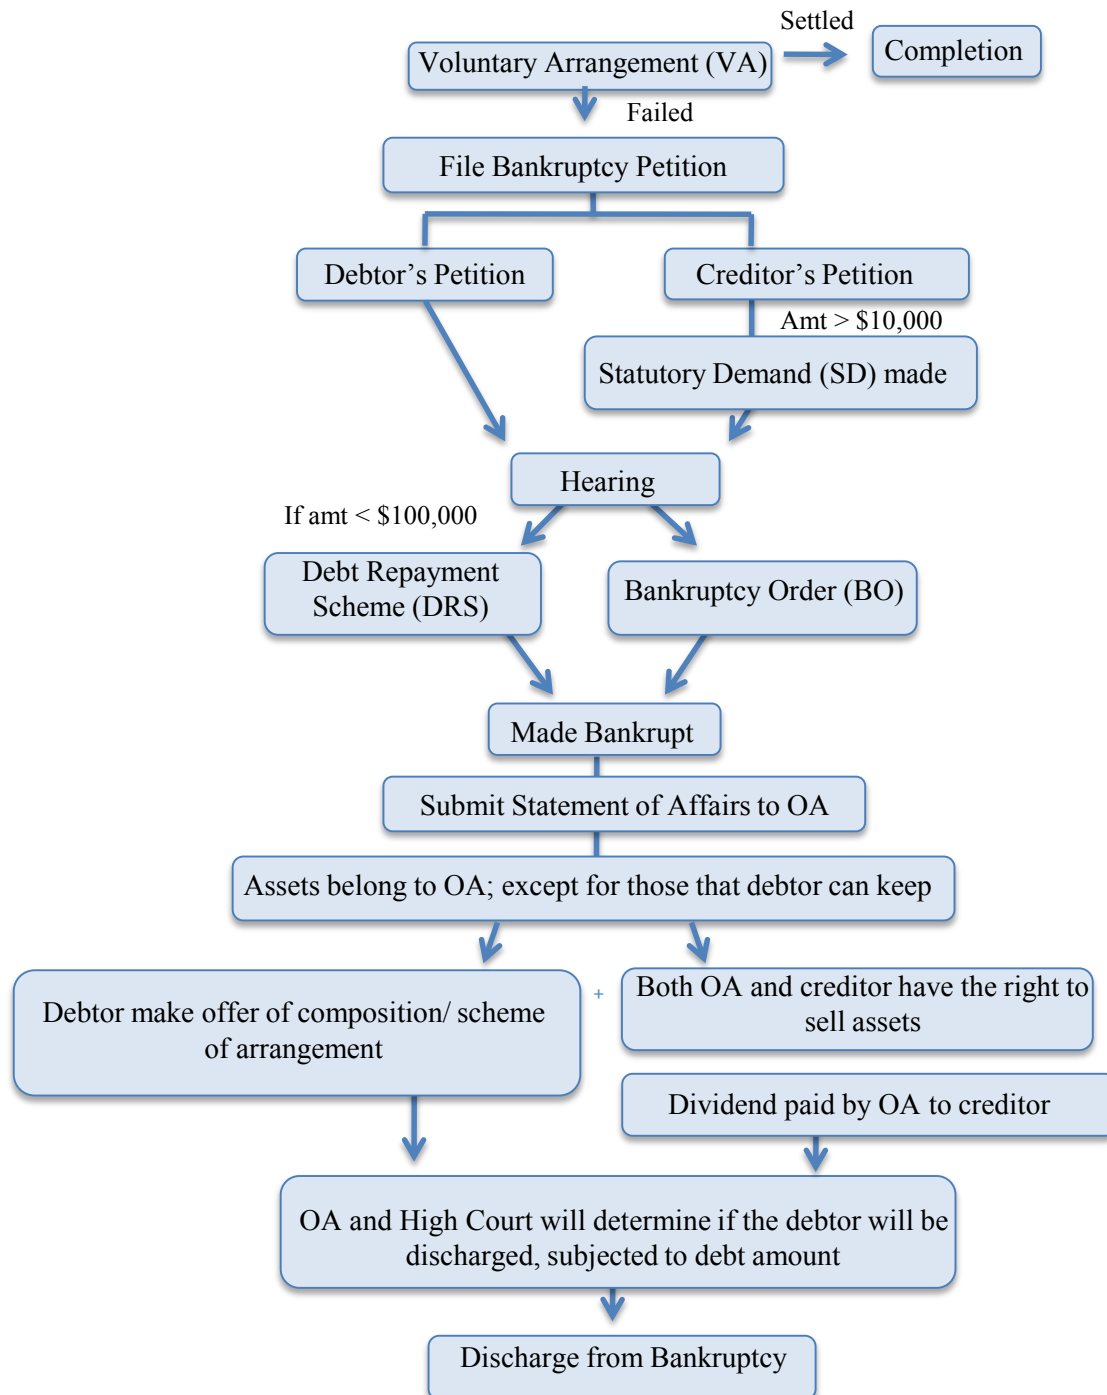 Settled
Voluntary Arrangement (VA)
Completion
Failed
File Bankruptcy Petition
Debtor’s Petition
Creditor’s Petition
Amt > $10,000
Statutory Demand (SD) made
Hearing
If amt < $100,000
Debt Repayment
Scheme (DRS)
Bankruptcy Order (BO)
Made Bankrupt
Submit Statement of Affairs to OA
Assets belong to OA; except for those that debtor can keep
Debtor make offer of composition/ scheme
of arrangement
+
Both OA and creditor have the right to
sell assets
Dividend paid by OA to creditor
OA and High Court will determine if the debtor will be
discharged, subjected to debt amount
Discharge from Bankruptcy